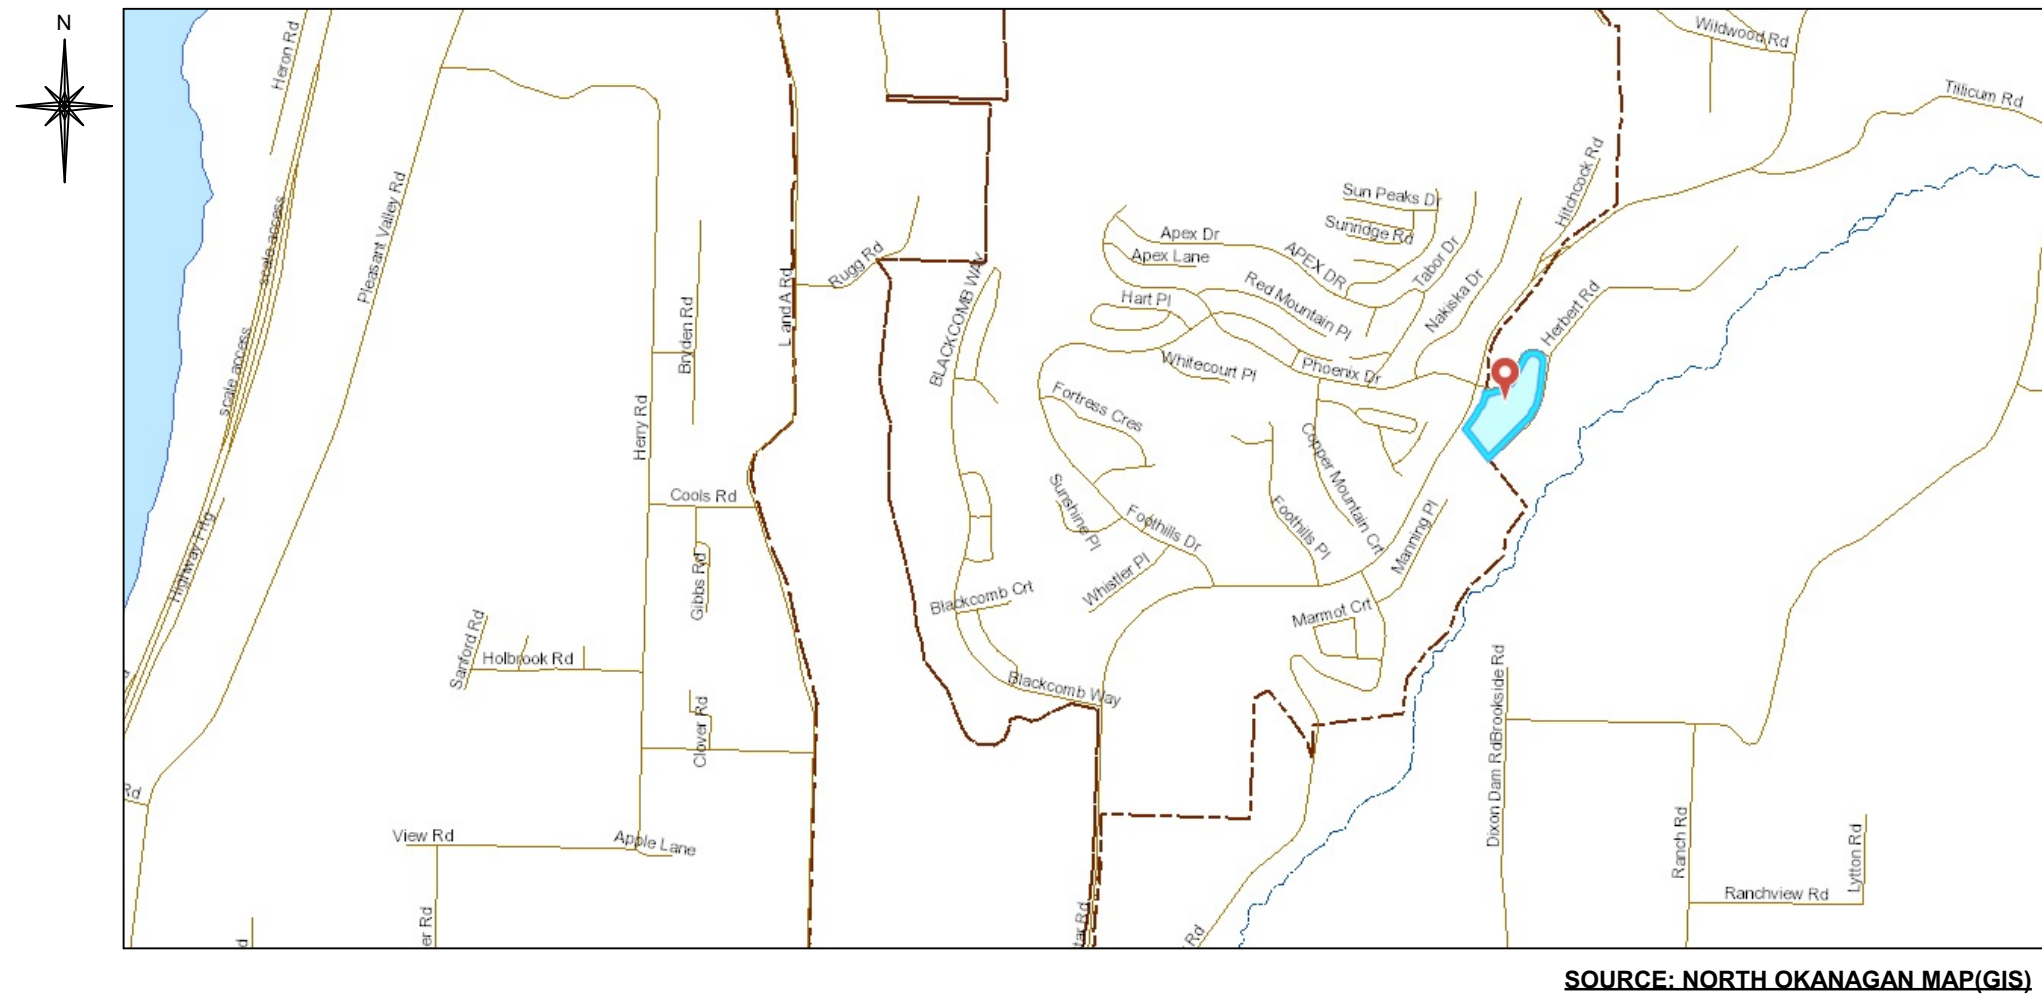 N
Heron Rd
Wildwood Rd
Tillicum Rd
Hitchcock Rd
Pleasant Valley Rd
scale access
Sun Peaks Dr
Sunridge Rd
Apex Dr
Apex Lane
APEX DR
Tabor Dr
Rugg Rd
BLACKCOMB WAY
L and A Rd
Bryden Rd
Hart Pl
Red Mountain Pl
Nakiska Dr
Herbert Rd
scale access
Whitecourt Pl
Phoenix Dr
Fortress Cres
Herry Rd
Copper Mountain Crt
Cools Rd
Sunshine Pl
Foothills Dr
Foothills Pl
Manning Pl
Gibbs Rd
Whistler Pl
Blackcomb Crt
Marmot Crt
Sanford Rd
Holbrook Rd
Blackcomb Way
Brookside Rd
Dixon Dam Rd
Clover Rd
Rd
View Rd
Apple Lane
Ranch Rd
Lytton Rd
Ranchview Rd
er Rd
tar Rd
Rd
d
SOURCE: NORTH OKANAGAN MAP(GIS)